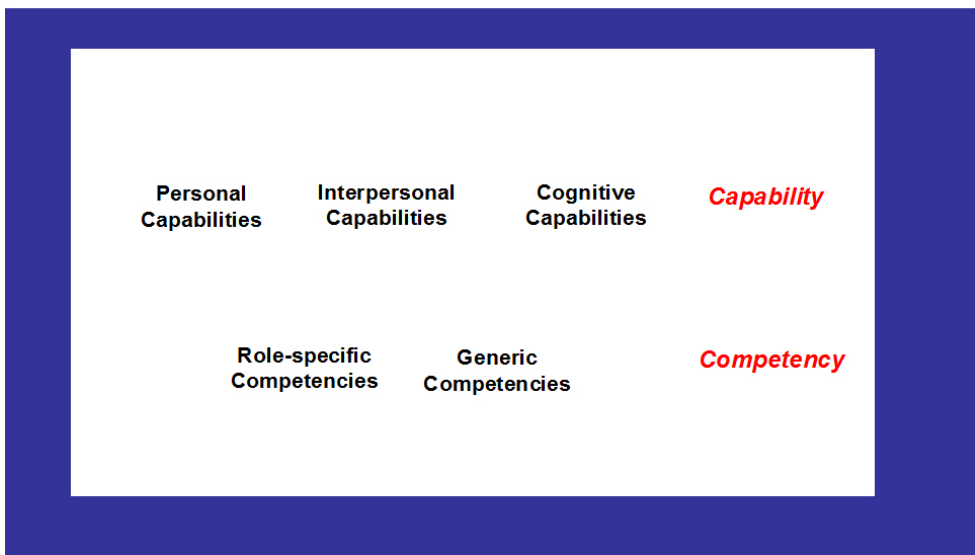 Personal
Capabilities
Interpersonal
Capabilities
Cognitive
Capabilities
Capability
Role-specific
Competencies
Generic
Competencies
Competency